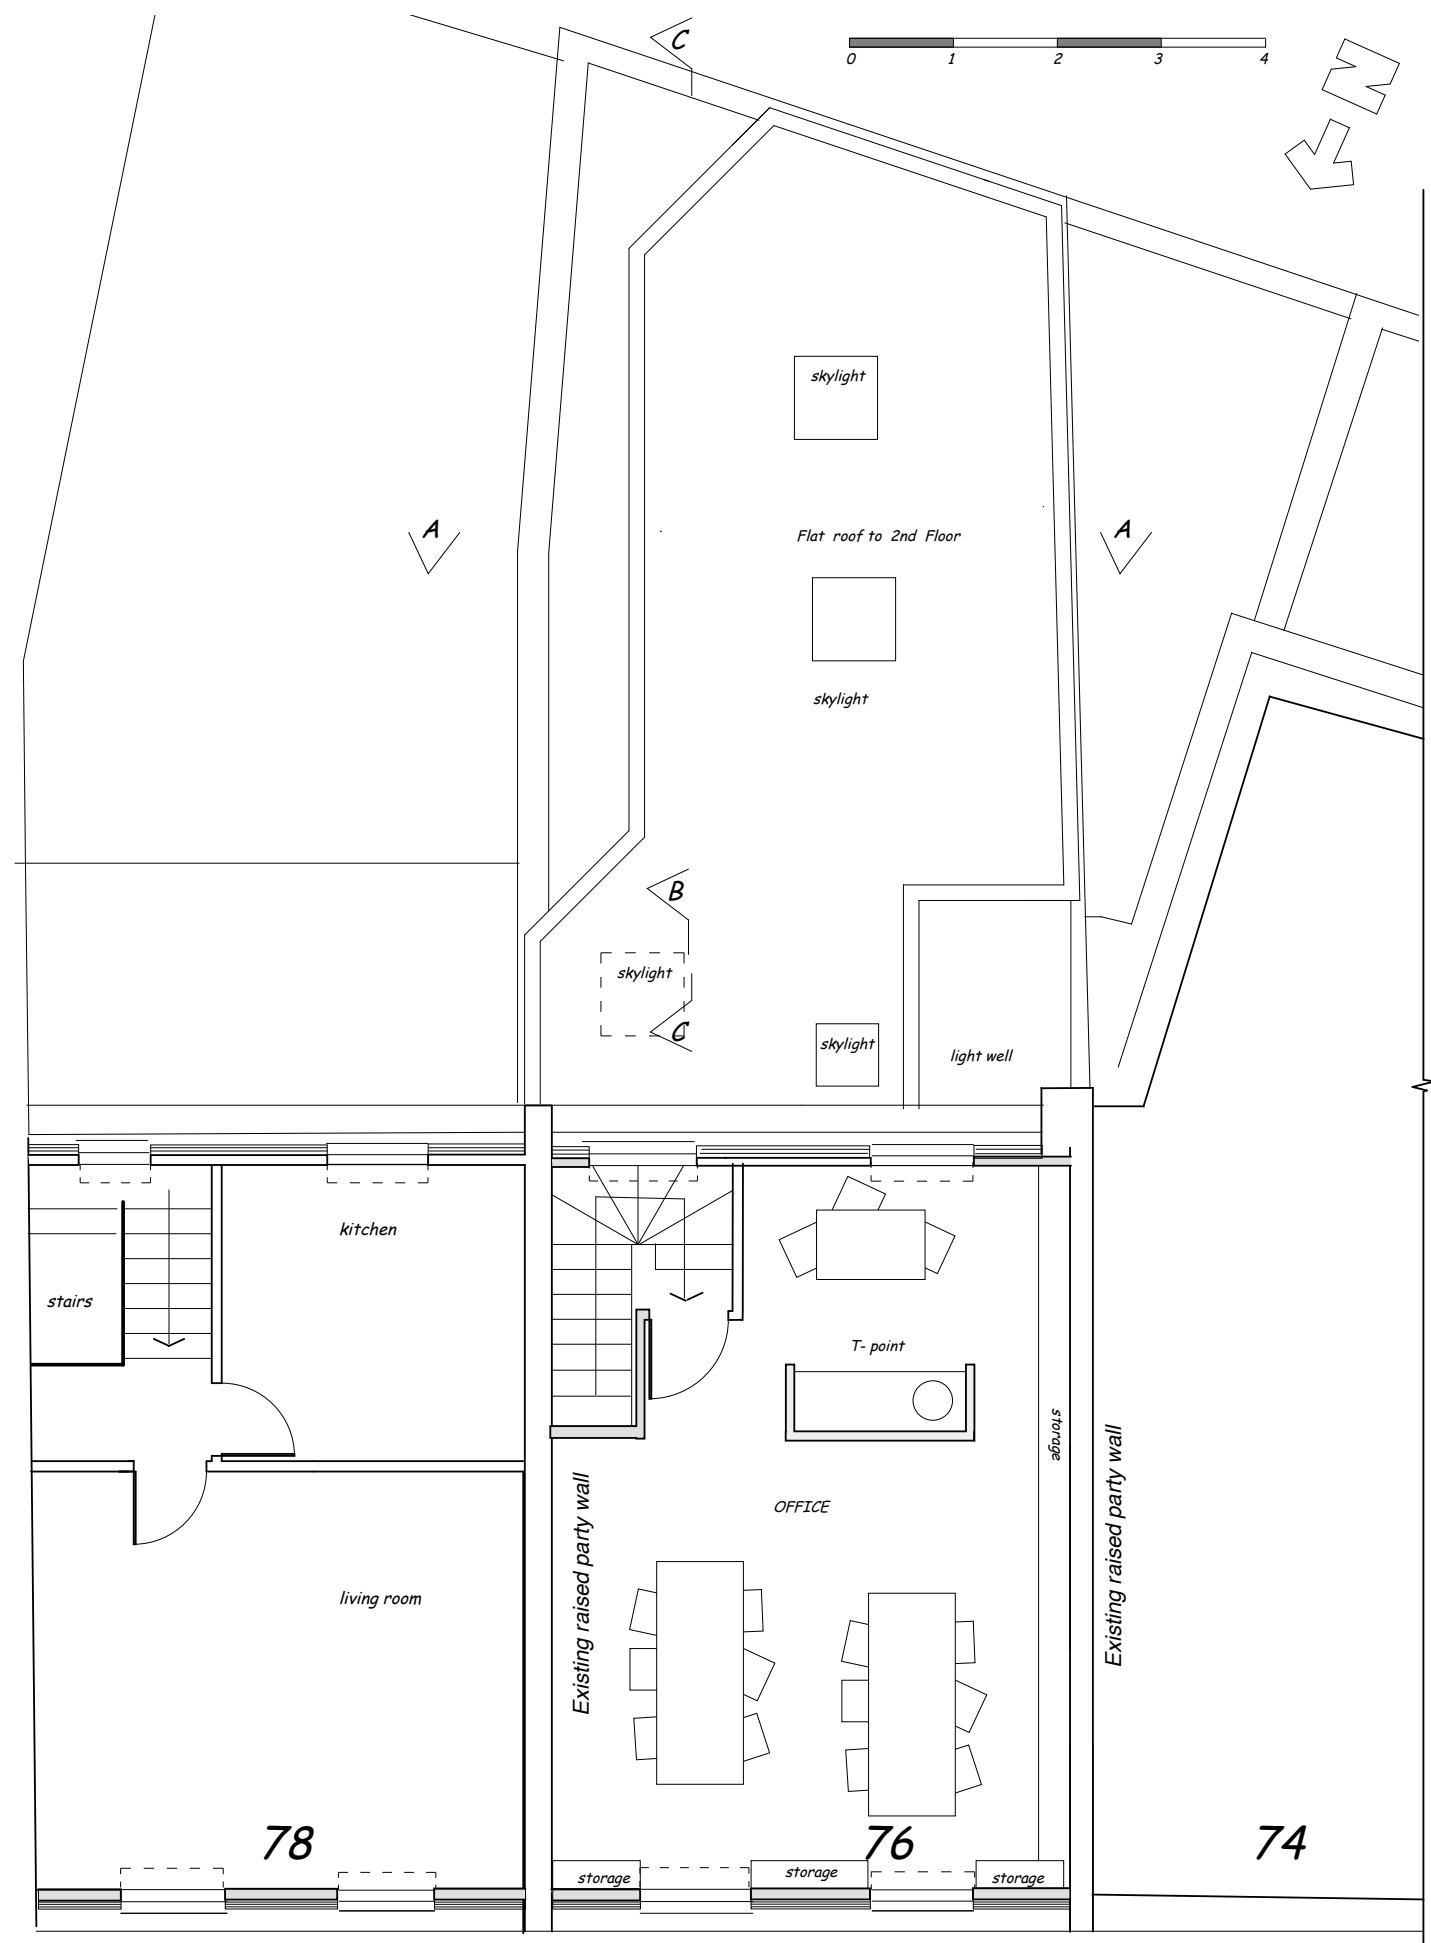 C
0 1 2 3 4
N
skylight
A
Flat roof to 2nd Floor
A
skylight
B
skylight
C
skylight
light well
kitchen
stairs
T- point
storage
Existing raised party wall
Existing raised party wall
OFFICE
living room
78
76
74
storage
storage
storage